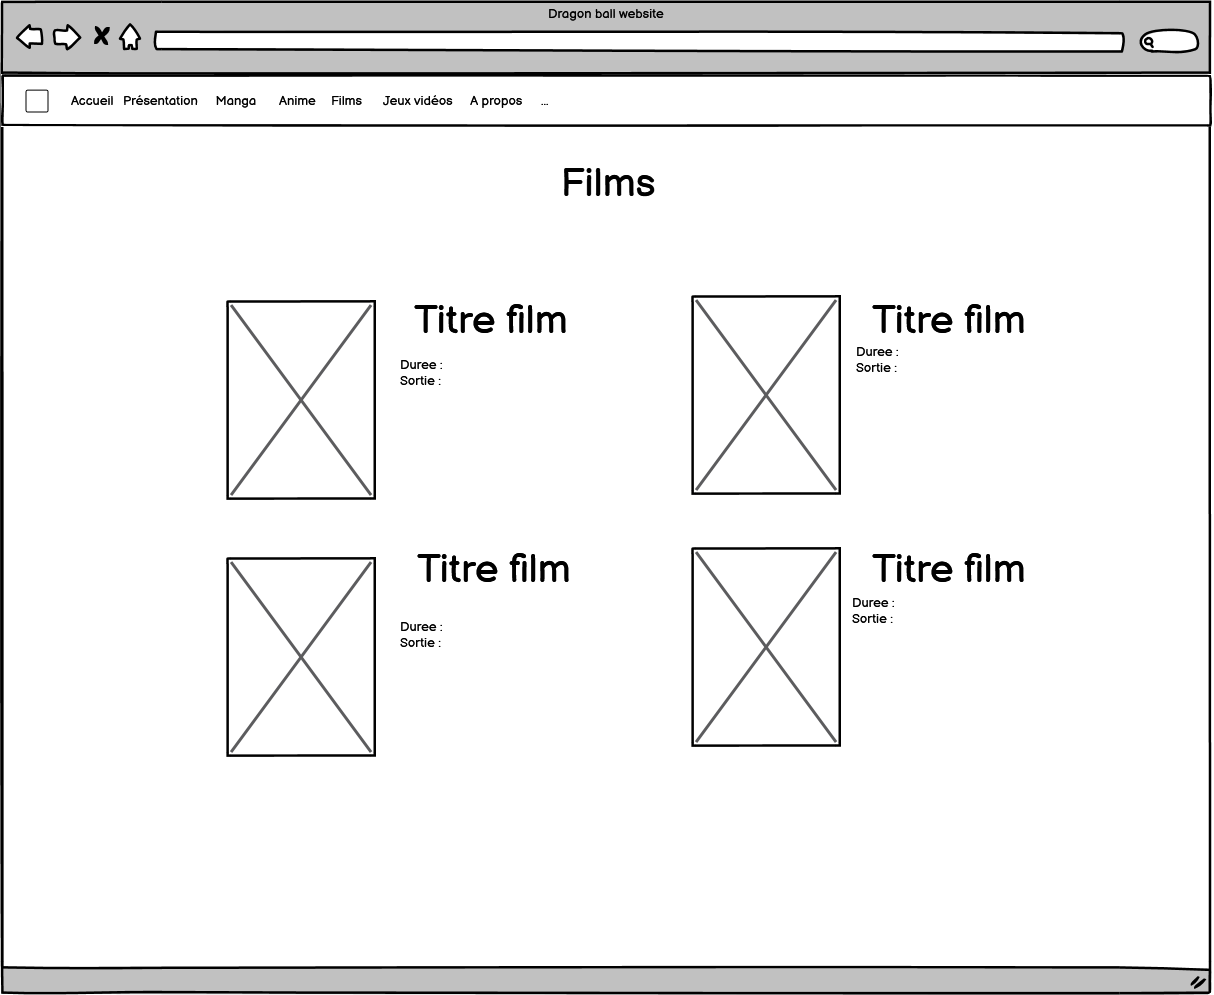 Dragon ball website
Accueil Présentation Manga Anime Films Jeux vidéos A propos ...
Films
Titre film
Duree :
Sortie :
Titre film
Duree :
Sortie :
Titre film
Duree :
Sortie :
Titre film
Duree :
Sortie :